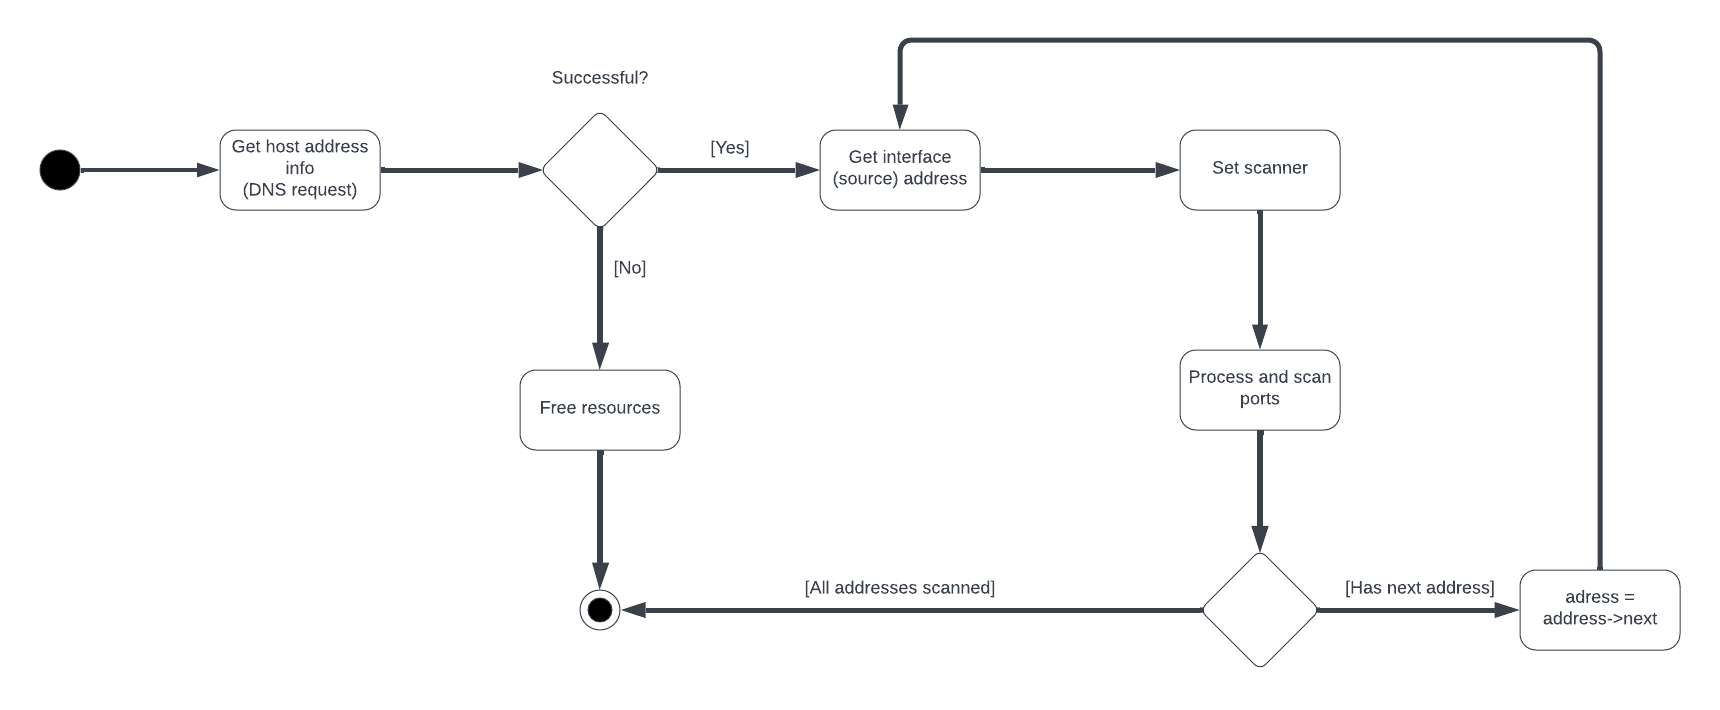 Successful?
Get host address
info
(DNS request)
[Yes]
Get interface
(source) address
Set scanner
[No]
Process and scan
ports
Free resources
[All addresses scanned]
[Has next address]
adress =
address->next